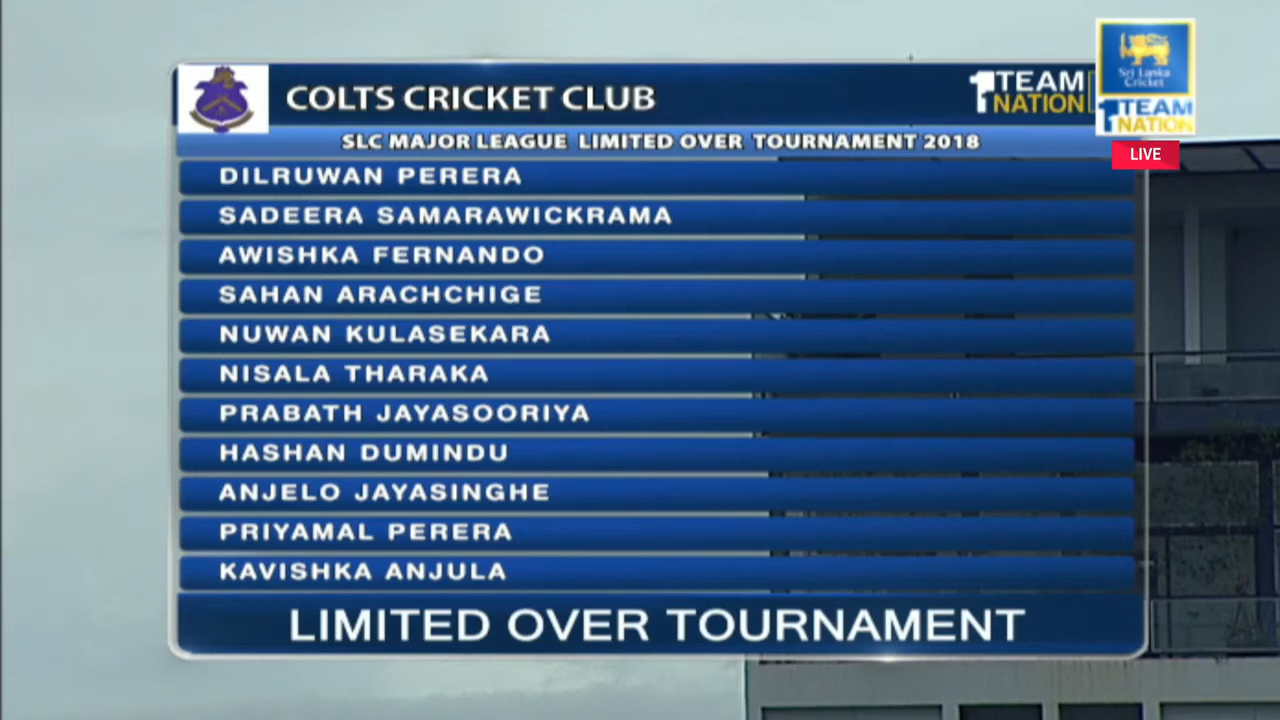 COLTS CRICKET CLUB
1TEAM
NATION
Sri Lanka
Cricket
1TEAM
NATION
LIVE
SLC MAJOR LEAGUE LIMITED OVER TOURNAMENT 2018
DILRUWAN PERERA
SADEERA SAMARAWICKRAMA
AWISHKA FERNANDO
SAHAN ARACHCHIGE
NUWAN KULASEKARA
NISALA THARAKA
PRABATH JAYASOORIYA
HASHAN DUMINDU
ANJELO JAYASINGHE
PRIYAMAL PERERA
KAVISHKA ANJULA
LIMITED OVER TOURNAMENT